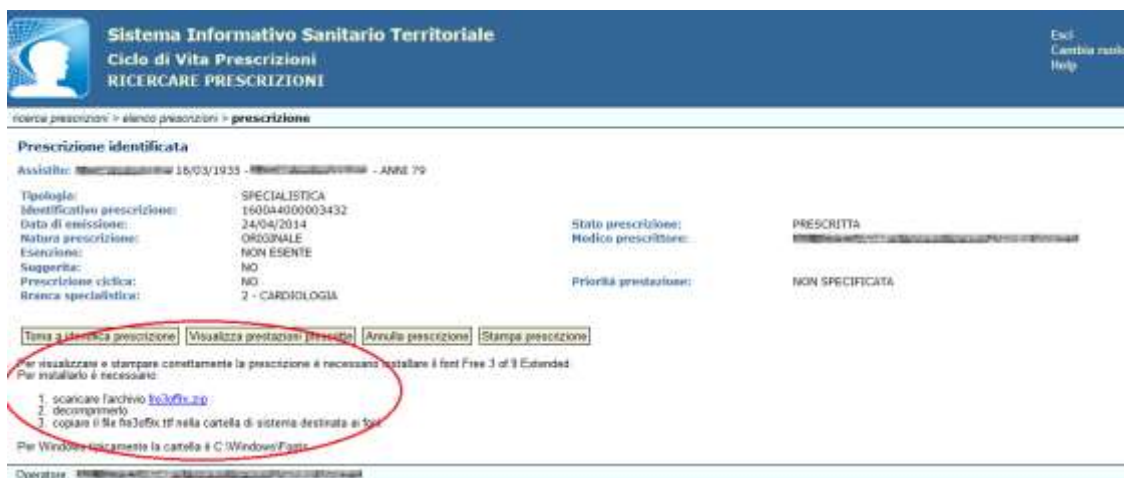 Sistema Informativo Sanitario Territoriale
Ciclo di Vita Prescrizioni
RICERCARE PRESCRIZIONI
Esci
Cambia ruolo
Help
ricerca prescrizioni > elenco prescrizioni > prescrizione
Prescrizione identificata
Assistito: 16/03/1935 - - ANNI 79
Tipologia: SPECIALISTICA
Identificativo prescrizione: 160044000003432
Data di emissione: 24/04/2014 Stato prescrizione: PRESCRITTA
Natura prescrizione: ORIGINALE Medico prescrittore:
Esenzione: NON ESENTE
Suggerita: NO
Prescrizione ciclica: NO Priorità prestazione: NON SPECIFICATA
Branca specialistica: 2 - CARDIOLOGIA
Torna a identifica prescrizione Visualizza prestazioni prescritte Annulla prescrizione Stampa prescrizione
Per visualizzare e stampare correttamente la prescrizione è necessario installare il font Free 3 of 9 Extended
Per installarlo è necessario:
1. scaricare l'archivio fre3of9x.zip
2. decomprimerlo
3. copiare il file fre3of9x.ttf nella cartella di sistema destinata ai font
Per Windows tipicamente la cartella è C:\Windows\Fonts
Operatore